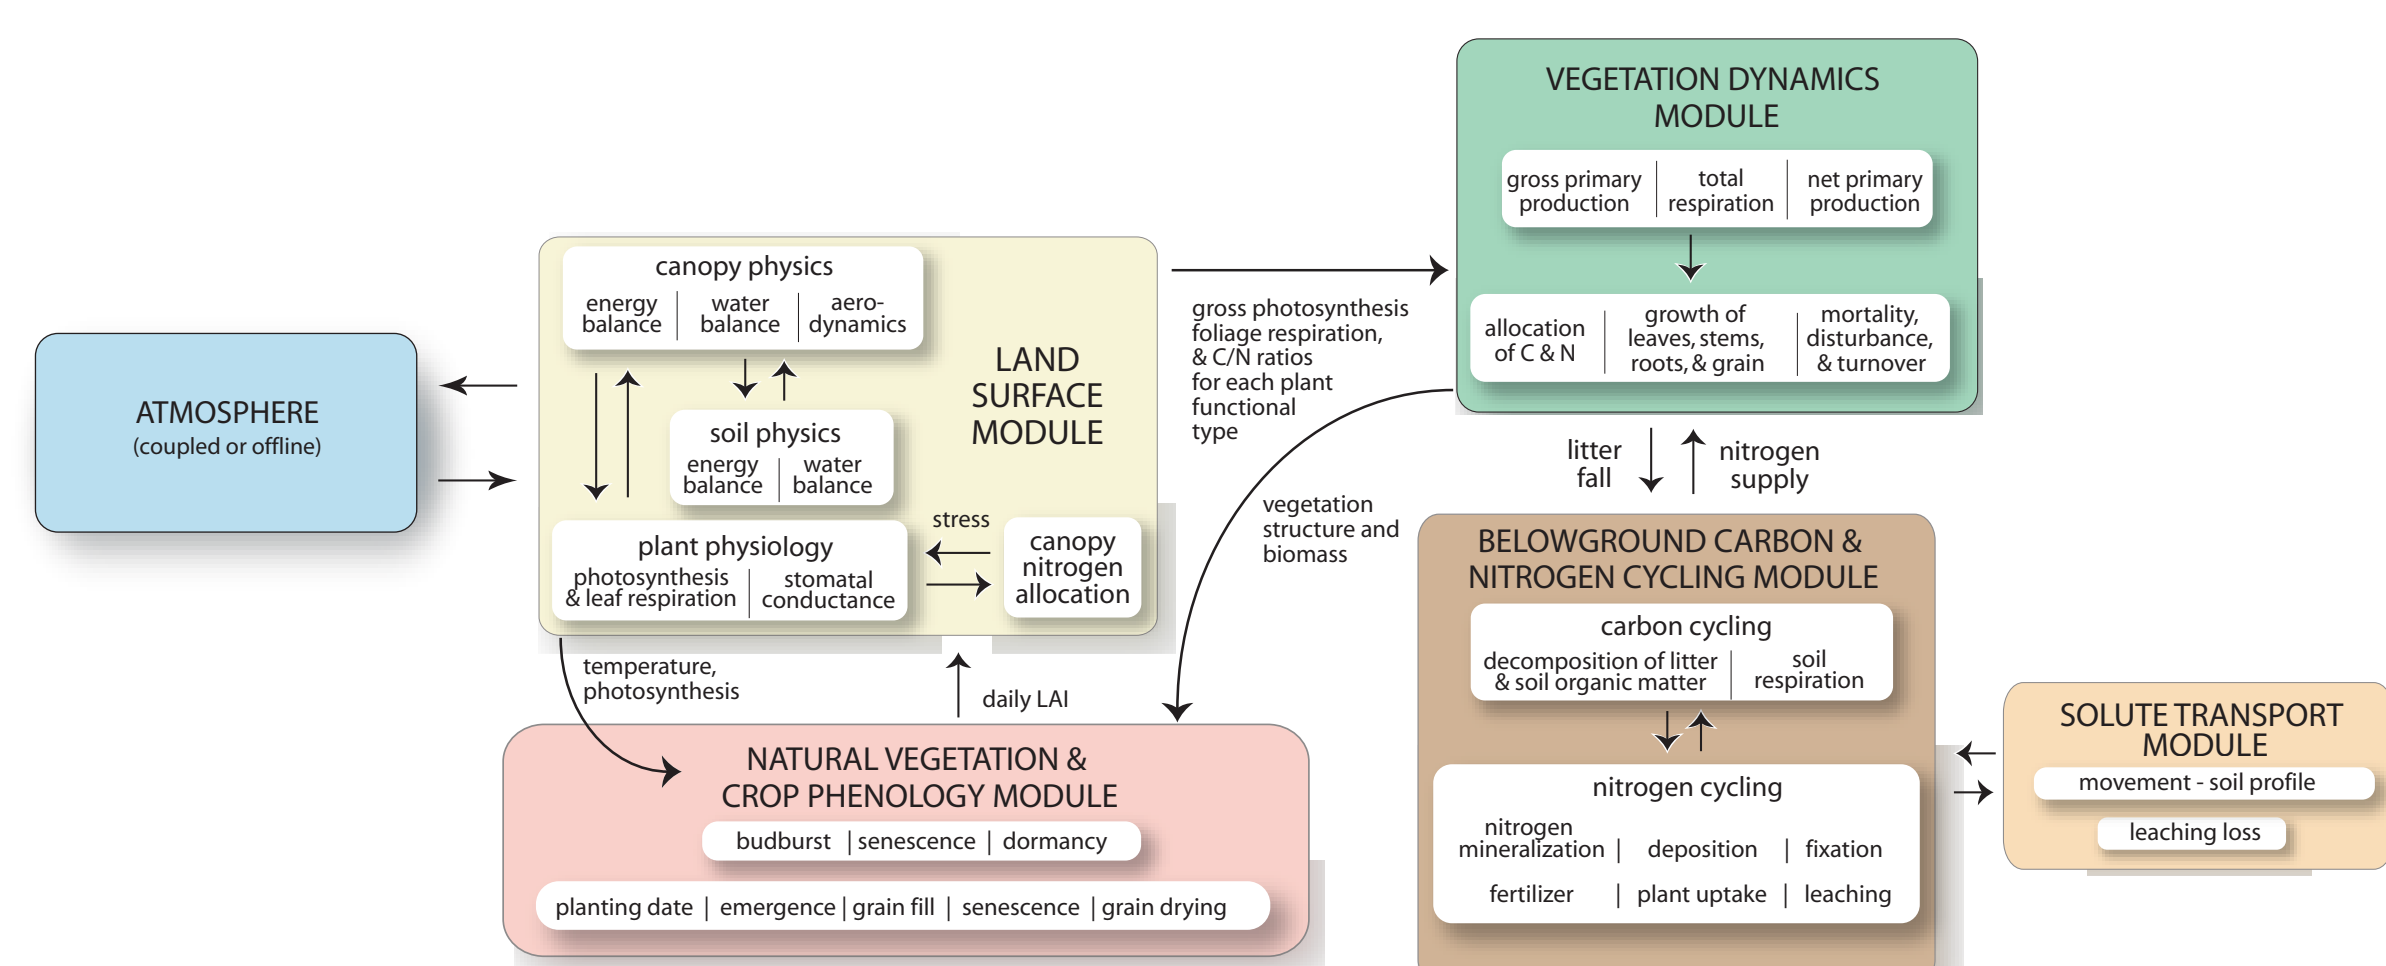 VEGETATION DYNAMICS
MODULE
gross primary
production
total
respiration
net primary
production
allocation
of C & N
growth of
leaves, stems,
roots, & grain
mortality,
disturbance,
& turnover
canopy physics
energy
balance
water
balance
aero-
dynamics
LAND
SURFACE
MODULE
soil physics
energy
balance
water
balance
plant physiology
photosynthesis
& leaf respiration
stomatal
conductance
stress
canopy
nitrogen
allocation
ATMOSPHERE
(coupled or offline)
gross photosynthesis
foliage respiration,
& C/N ratios
for each plant
functional
type
vegetation
structure and
biomass
litter
fall
nitrogen
supply
temperature,
photosynthesis
daily LAI
NATURAL VEGETATION &
CROP PHENOLOGY MODULE
budburst | senescence | dormancy
planting date | emergence | grain fill | senescence | grain drying
BELOWGROUND CARBON &
NITROGEN CYCLING MODULE
carbon cycling
decomposition of litter
& soil organic matter
soil
respiration
nitrogen cycling
nitrogen
mineralization | deposition | fixation
fertilizer | plant uptake | leaching
SOLUTE TRANSPORT
MODULE
movement - soil profile
leaching loss